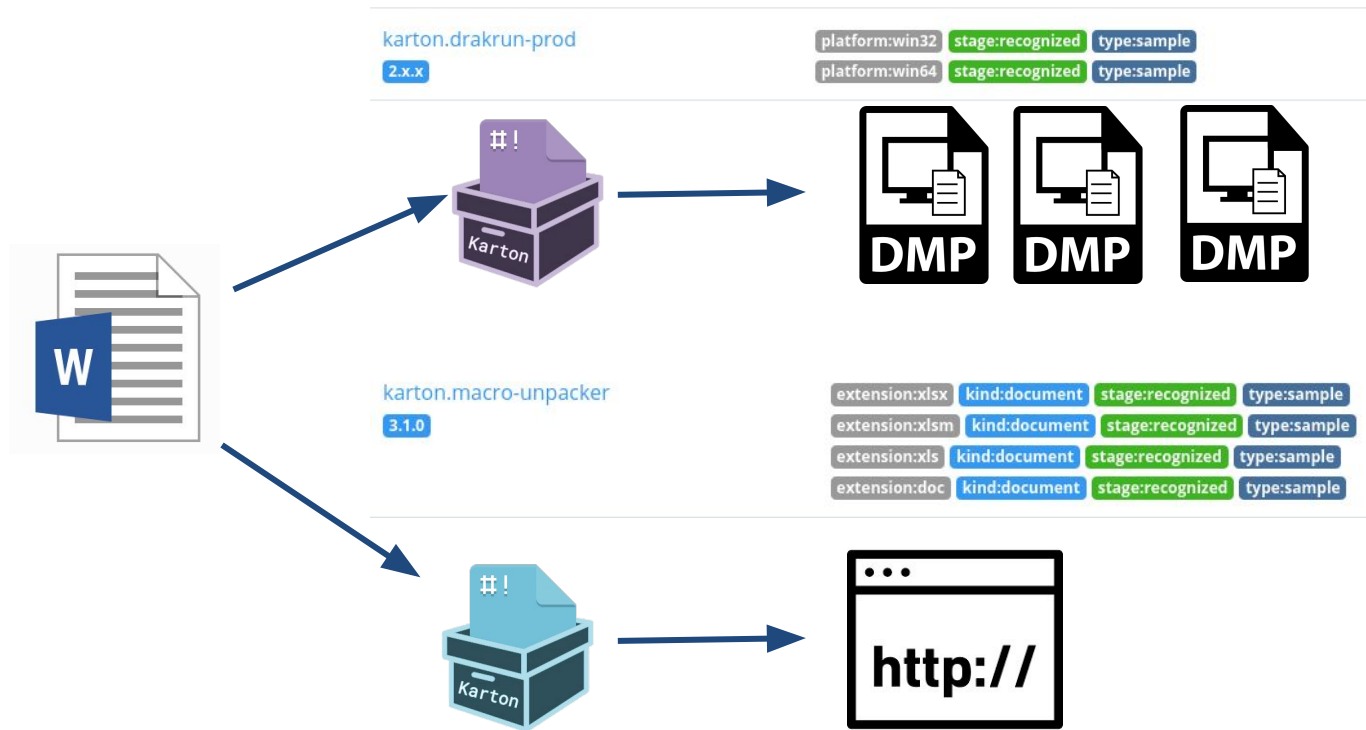 karton.drakrun-prod
2.x.x
platform:win32 stage:recognized type:sample
platform:win64 stage:recognized type:sample
#!
Karton
DMP DMP DMP
W
karton.macro-unpacker
3.1.0
extension:xlsx kind:document stage:recognized type:sample
extension:xlsm kind:document stage:recognized type:sample
extension:xls kind:document stage:recognized type:sample
extension:doc kind:document stage:recognized type:sample
#!
Karton
http://